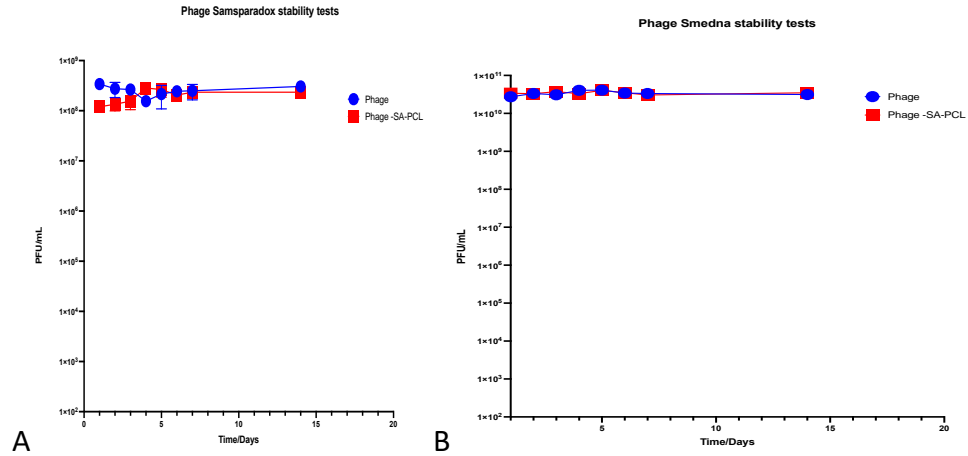 Phage Samsparadox stability tests
1×10⁹
1×10⁸
1×10⁷
1×10⁶
1×10⁵
1×10⁴
1×10³
1×10²
PFU/mL
0
5
10
15
20
Time/Days
Phage
Phage -SA-PCL
A
Phage Smedna stability tests
1×10¹¹
1×10¹⁰
1×10⁹
1×10⁸
1×10⁷
1×10⁶
1×10⁵
1×10⁴
1×10³
1×10²
PFU/mL
5
10
15
20
Time/Days
Phage
Phage -SA-PCL
B